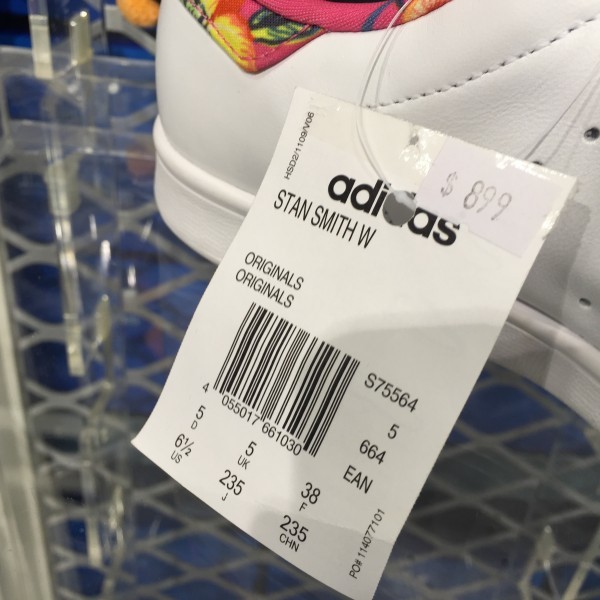 HSD2/1109/V06
adidas
$ 899
STAN SMITH W
ORIGINALS
ORIGINALS
S75564
4 055017 661030
5
664
EAN
5 D
5 UK
6½ US
38 F
235 J
235 CHN
PO# 114077101